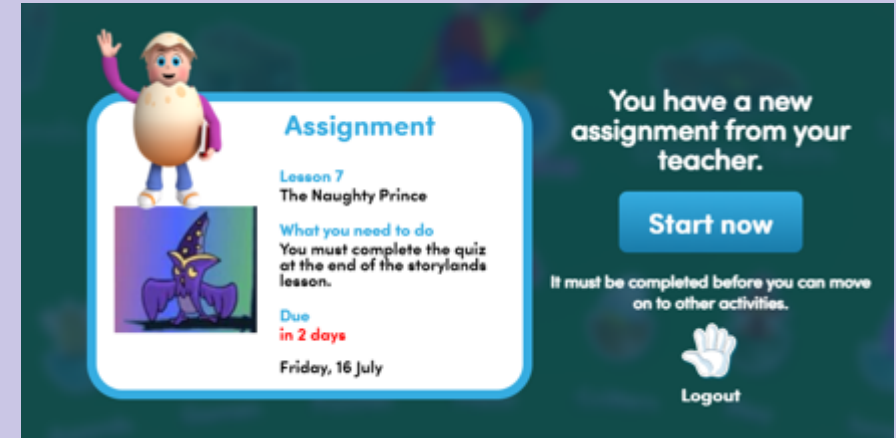 Assignment
Lesson 7
The Naughty Prince
What you need to do
You must complete the quiz
at the end of the storylands
lesson.
Due
in 2 days
Friday, 16 July
You have a new
assignment from your
teacher.
Start now
It must be completed before you can move
on to other activities.
Logout